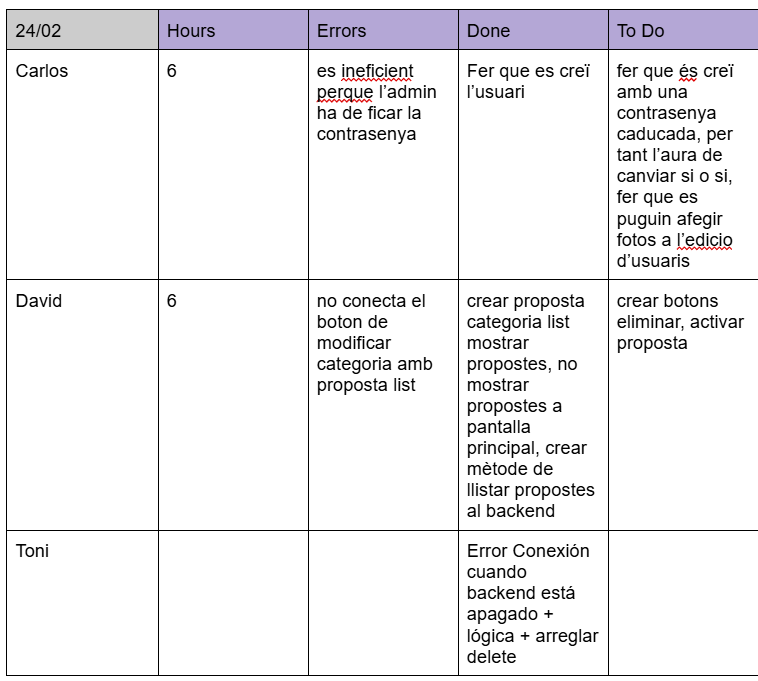 24/02
Hours
Errors
Done
To Do
Carlos
6
es ineficient
perque l'admin
ha de ficar la
contrasenya
Fer que es creï
l'usuari
fer que és creï
amb una
contrasenya
caducada, per
tant l'aura de
canviar si o si,
fer que es
puguin afegir
fotos a l'edicio
d'usuaris
David
6
no conecta el
boton de
modificar
categoria amb
proposta list
crear proposta
categoria list
mostrar
propostes, no
mostrar
propostes a
pantalla
principal, crear
mètode de
llistar propostes
al backend
crear botons
eliminar, activar
proposta
Toni
Error Conexión
cuando
backend está
apagado +
lógica + arreglar
delete